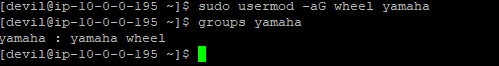 [devil@ip-10-0-0-195 ~]$ sudo usermod -aG wheel yamaha
[devil@ip-10-0-0-195 ~]$ groups yamaha
yamaha : yamaha wheel
[devil@ip-10-0-0-195 ~]$